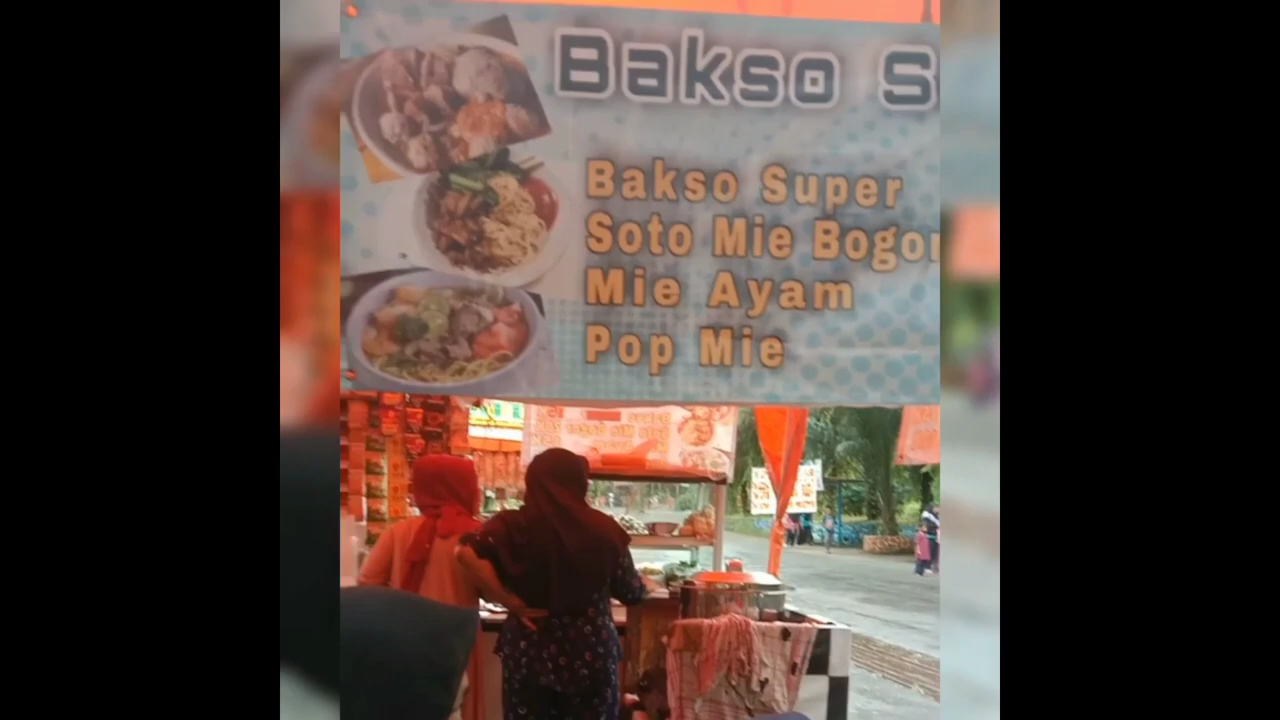 Bakso S
Bakso Super
Soto Mie Bogor
Mie Ayam
Pop Mie